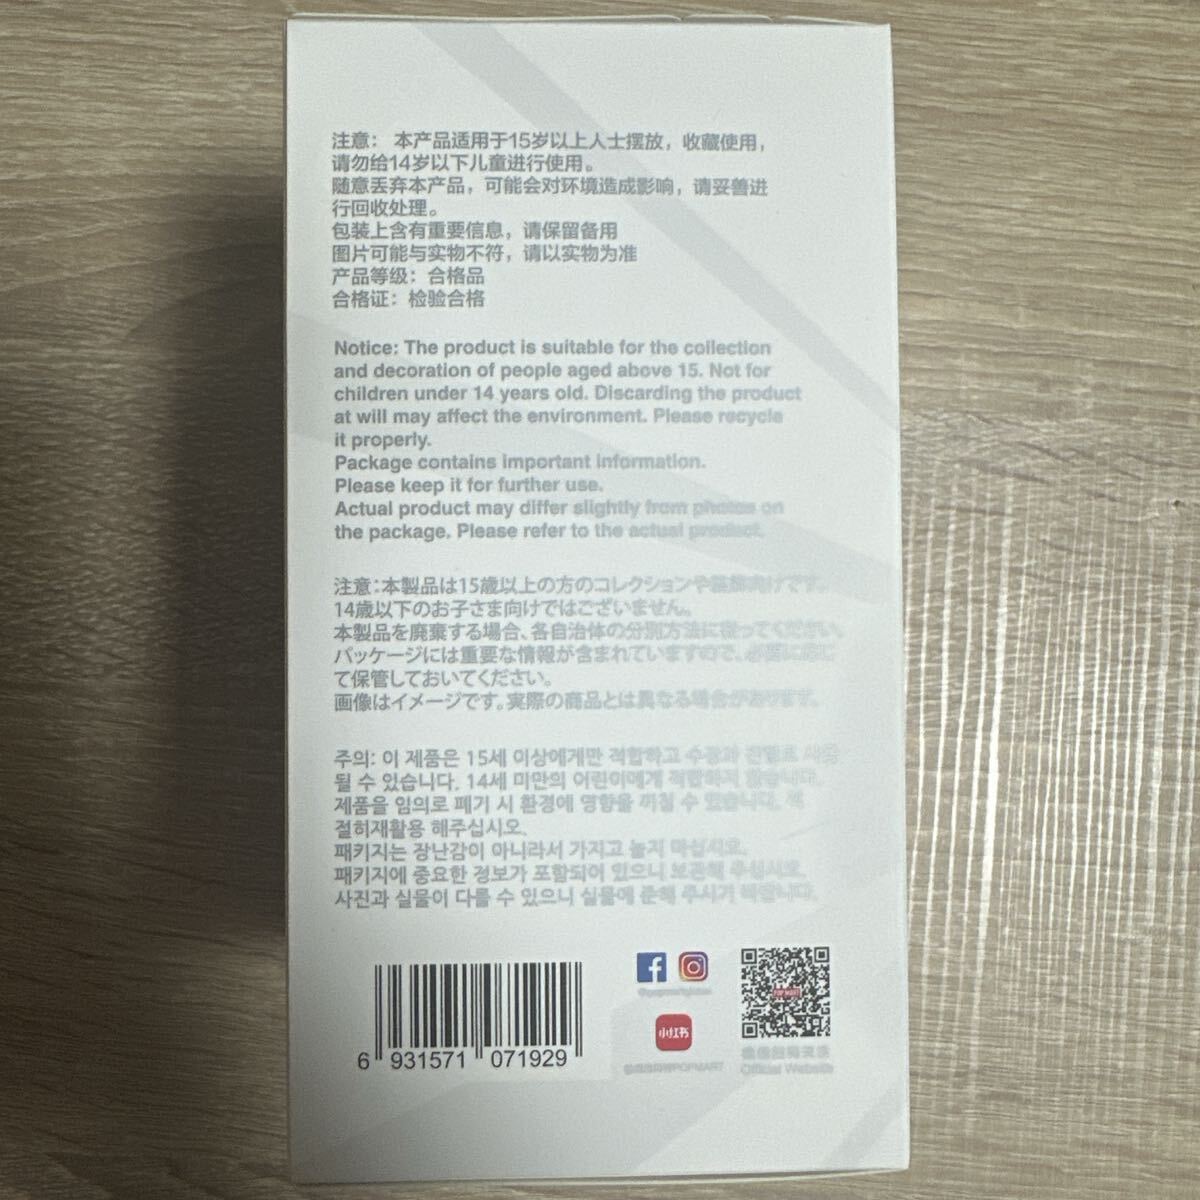 注意： 本产品适用于15岁以上人士摆放，收藏使用，
请勿给14岁以下儿童进行使用。
随意丢弃本产品，可能会对环境造成影响，请妥善进
行回收处理。
包装上含有重要信息，请保留备用
图片可能与实物不符，请以实物为准
产品等级：合格品
合格证：检验合格
Notice: The product is suitable for the collection
and decoration of people aged above 15. Not for
children under 14 years old. Discarding the product
at will may affect the environment. Please recycle
it properly.
Package contains important information.
Please keep it for further use.
Actual product may differ slightly from photos on
the package. Please refer to the actual product.
注意：本製品は15歳以上の方のコレクションや装飾向けです。
14歳以下のお子さま向けではございません。
本製品を廃棄する場合、各自治体の分別方法に従ってください。
パッケージには重要な情報が含まれていますので、必要に応じ
て保管しておいてください。
画像はイメージです。実際の商品とは異なる場合があります。
주의: 이 제품은 15세 이상에게만 적합하고 수장과 진열로 사용
될 수 있습니다. 14세 미만의 어린이에게 적합하지 않습니다.
제품을 임의로 폐기 시 환경에 영향을 끼칠 수 있습니다. 적
절히재활용 해주십시오.
패키지는 장난감이 아니라서 가지고 놀지 마십시오.
패키지에 중요한 정보가 포함되어 있으니 보관해 주십시오.
사진과 실물이 다를 수 있으니 실물에 준해 주시기 바랍니다.
小红书
POP MART
Official Website
6 931571 071929